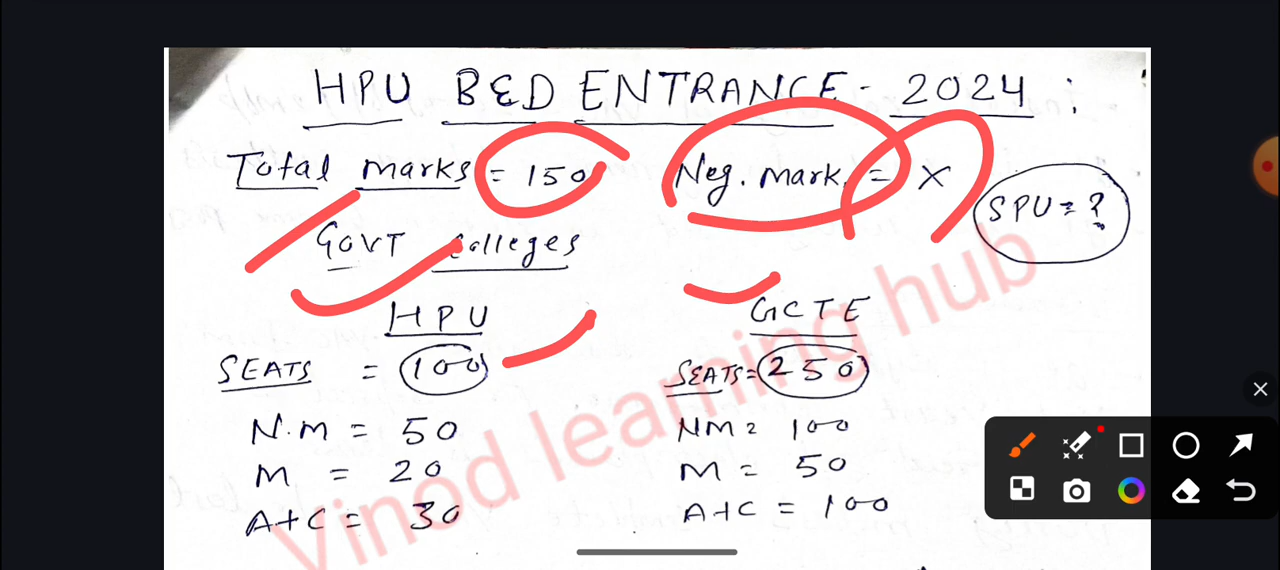 HPU BED ENTRANCE - 2024 :
Total marks = 150 Neg. mark. = X
SPU = ?
GOVT Colleges
HPU GCTE
SEATS = 100 SEATS = 250
N.M = 50 NM = 100
M = 20 M = 50
A+C = 30 A+C = 100
Vinod learning hub